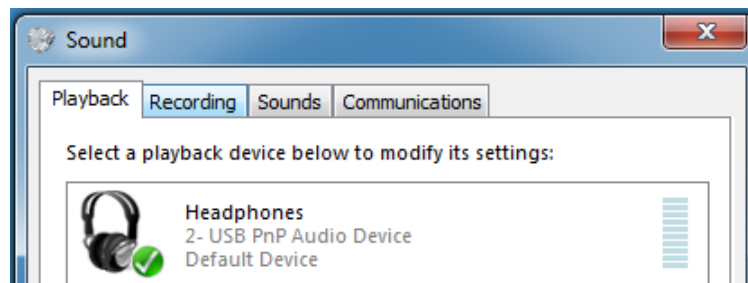 Sound
Playback Recording Sounds Communications
Select a playback device below to modify its settings:
Headphones
2- USB PnP Audio Device
Default Device